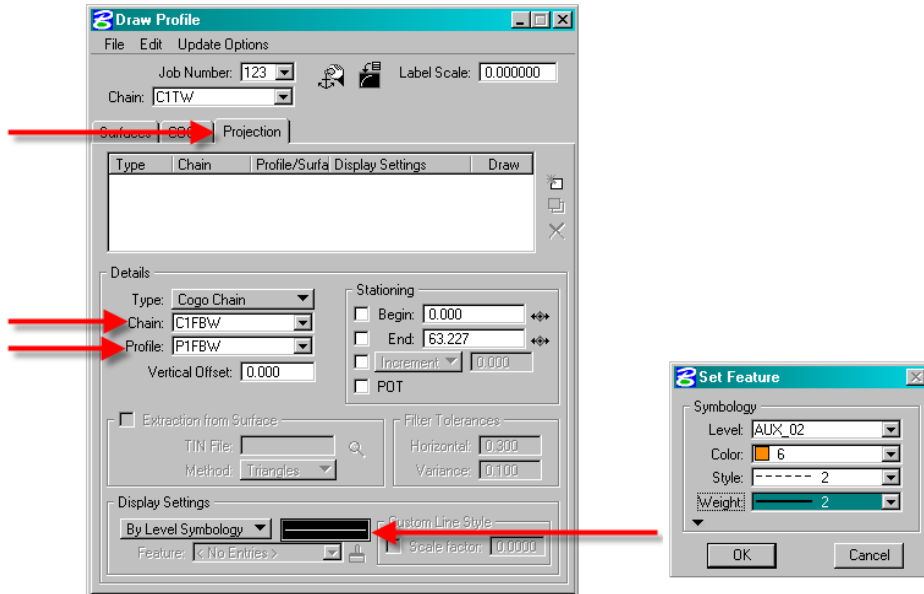 Draw Profile
File Edit Update Options
Job Number: 123
Label Scale: 0.000000
Chain: C1TW
Surfaces Projection
Type Chain Profile/Surfa Display Settings Draw
Details
Type: Cogo Chain
Chain: C1FBW
Profile: P1FBW
Vertical Offset: 0.000
Stationing
Begin: 0.000
End: 63.227
Increment 0.000
POT
Extraction from Surface
TIN File:
Method: Triangles
Filter Tolerances
Horizontal: 0.300
Variance: 0.100
Display Settings
By Level Symbology
Feature: < No Entries >
Custom Line Style
Scale factor: 0.0000
Set Feature
Symbology
Level: AUX_02
Color: 6
Style: 2
Weight: 2
OK Cancel